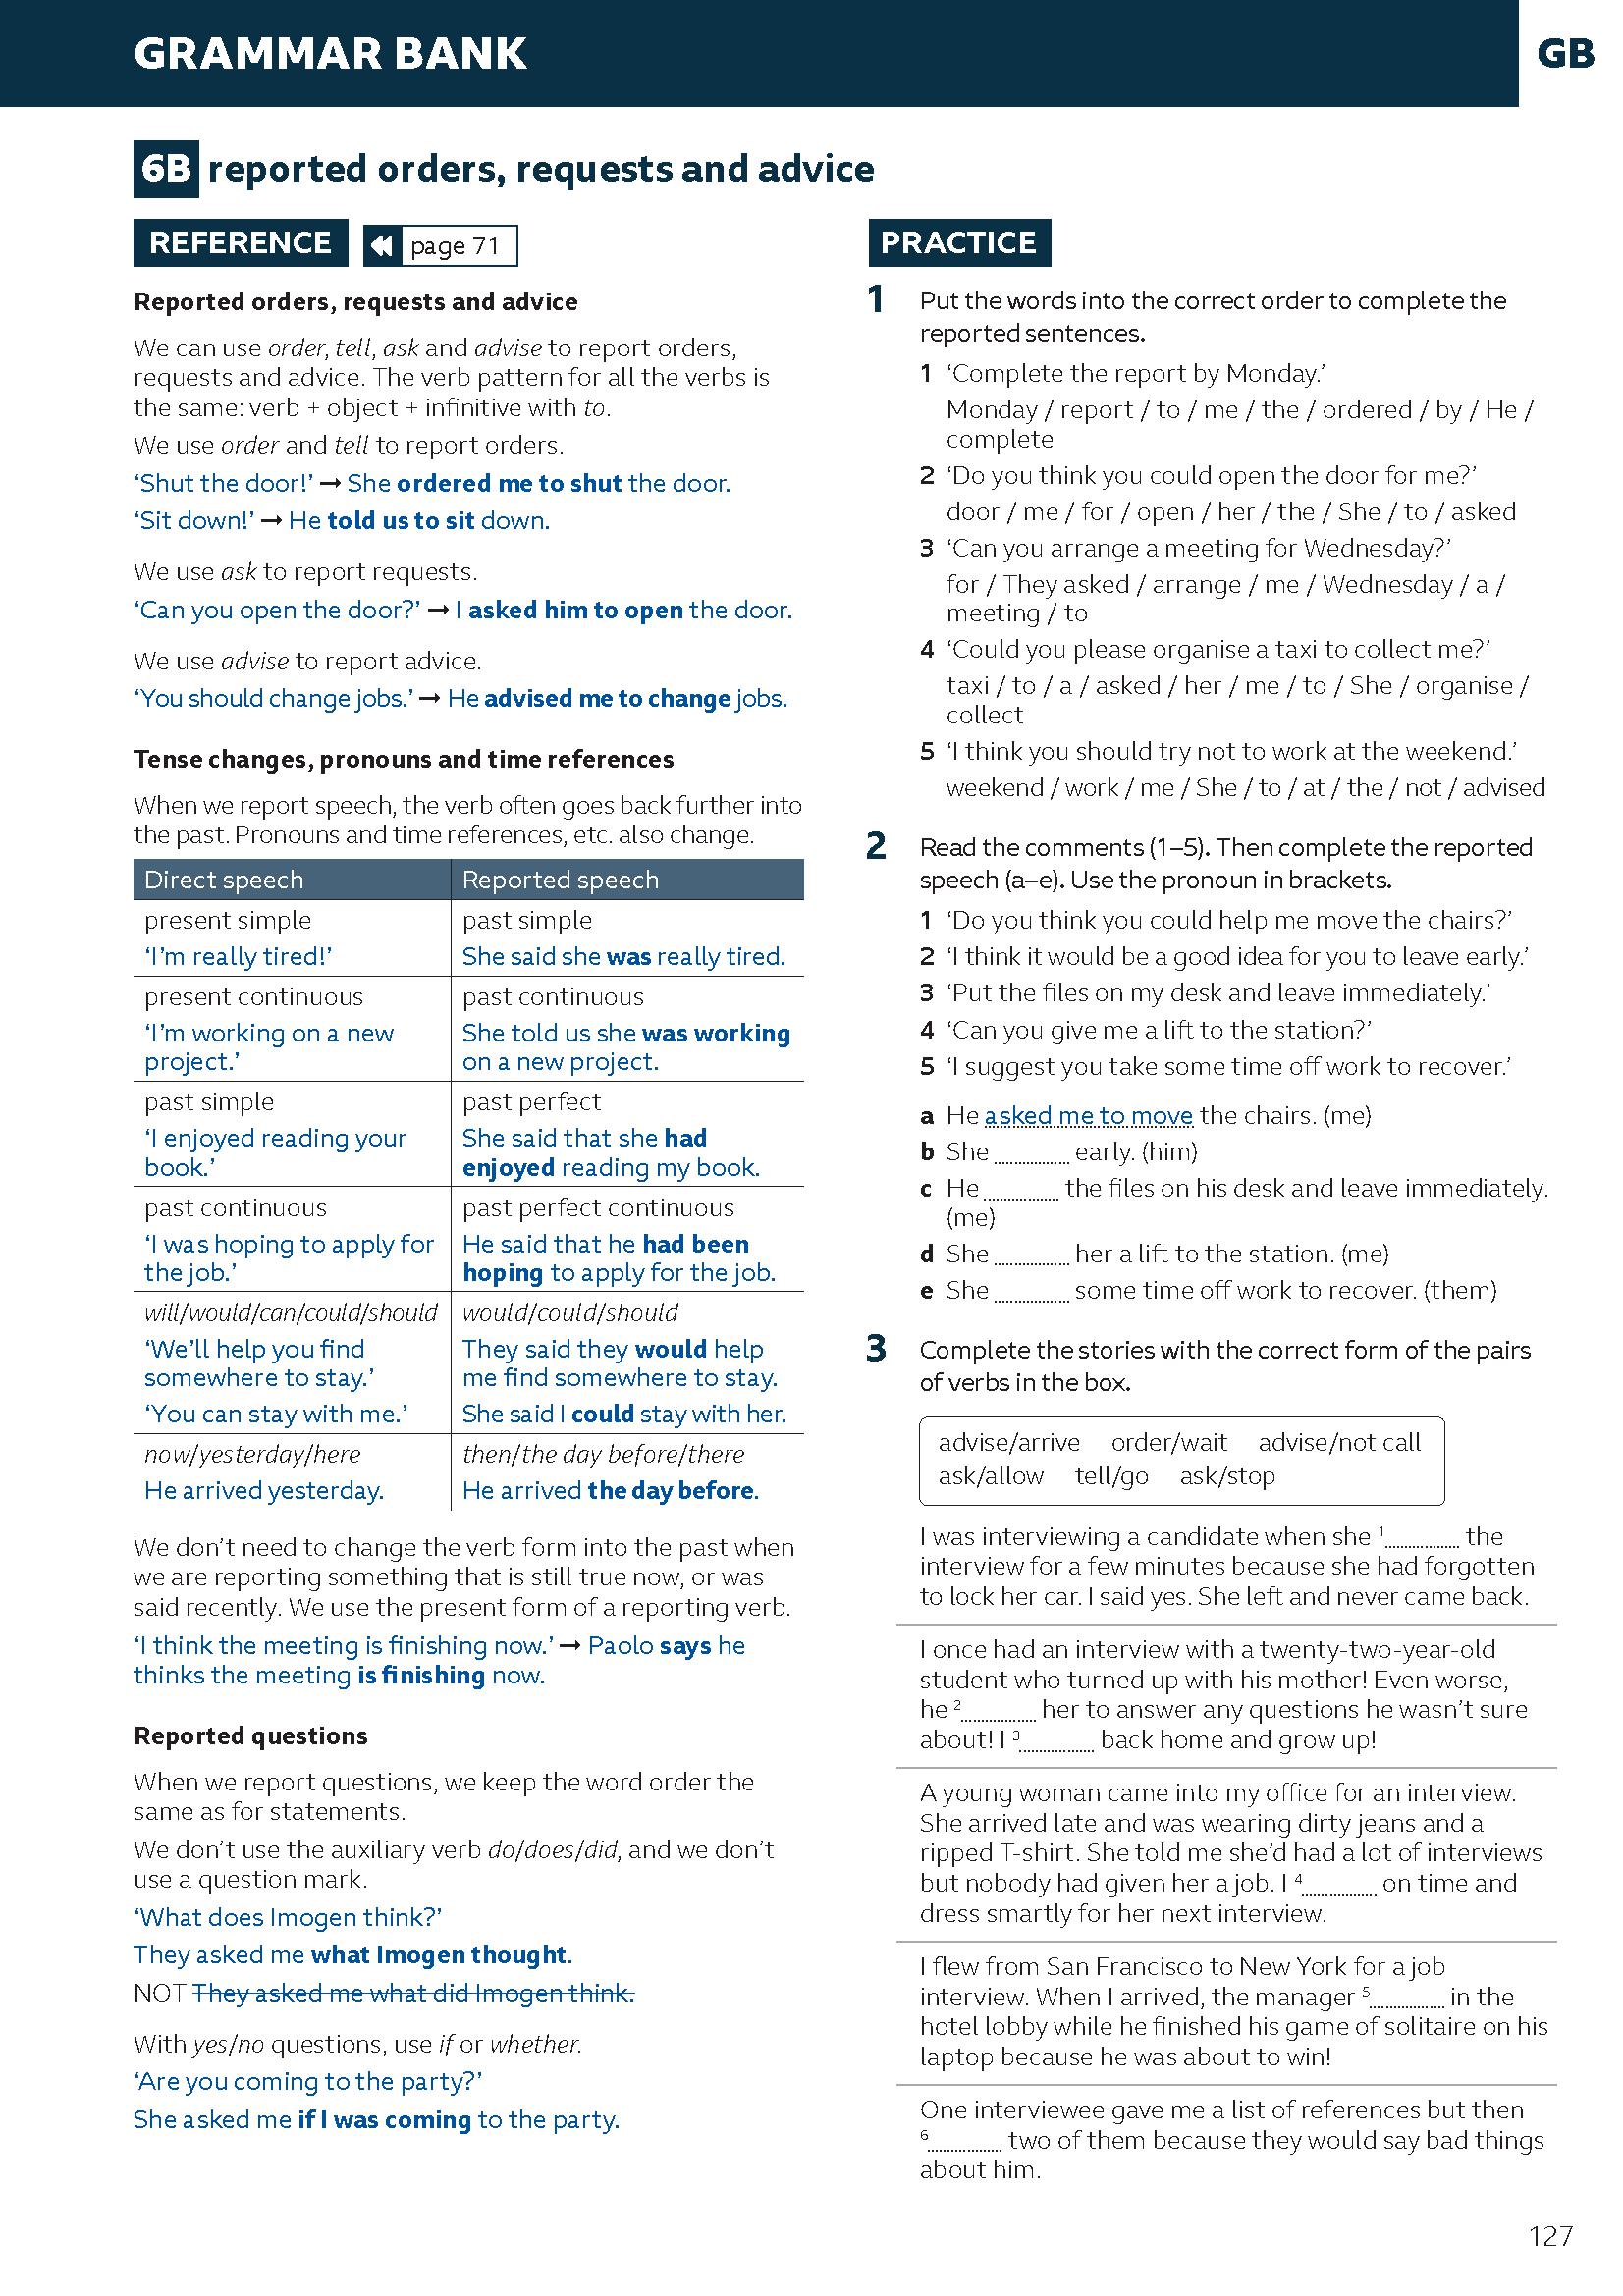 GRAMMAR BANK
GB
6B reported orders, requests and advice
REFERENCE
page 71
Reported orders, requests and advice
We can use order, tell, ask and advise to report orders,
requests and advice. The verb pattern for all the verbs is
the same: verb + object + infinitive with to.
We use order and tell to report orders.
‘Shut the door!’ → She ordered me to shut the door.
‘Sit down!’ → He told us to sit down.
We use ask to report requests.
‘Can you open the door?’ → I asked him to open the door.
We use advise to report advice.
‘You should change jobs.’ → He advised me to change jobs.
Tense changes, pronouns and time references
When we report speech, the verb often goes back further into
the past. Pronouns and time references, etc. also change.
Direct speech
Reported speech
present simple
past simple
‘I’m really tired!’
She said she was really tired.
present continuous
past continuous
‘I’m working on a new
project.’
She told us she was working
on a new project.
past simple
past perfect
‘I enjoyed reading your
book.’
She said that she had
enjoyed reading my book.
past continuous
past perfect continuous
‘I was hoping to apply for
the job.’
He said that he had been
hoping to apply for the job.
will/would/can/could/should
would/could/should
‘We’ll help you find
somewhere to stay.’
They said they would help
me find somewhere to stay.
‘You can stay with me.’
She said I could stay with her.
now/yesterday/here
then/the day before/there
He arrived yesterday.
He arrived the day before.
We don’t need to change the verb form into the past when
we are reporting something that is still true now, or was
said recently. We use the present form of a reporting verb.
‘I think the meeting is finishing now.’ → Paolo says he
thinks the meeting is finishing now.
Reported questions
When we report questions, we keep the word order the
same as for statements.
We don’t use the auxiliary verb do/does/did, and we don’t
use a question mark.
‘What does Imogen think?’
They asked me what Imogen thought.
NOT They asked me what did Imogen think.
With yes/no questions, use if or whether.
‘Are you coming to the party?’
She asked me if I was coming to the party.
PRACTICE
1 Put the words into the correct order to complete the
reported sentences.
1 ‘Complete the report by Monday.’
Monday / report / to / me / the / ordered / by / He /
complete
2 ‘Do you think you could open the door for me?’
door / me / for / open / her / the / She / to / asked
3 ‘Can you arrange a meeting for Wednesday?’
for / They asked / arrange / me / Wednesday / a /
meeting / to
4 ‘Could you please organise a taxi to collect me?’
taxi / to / a / asked / her / me / to / She / organise /
collect
5 ‘I think you should try not to work at the weekend.’
weekend / work / me / She / to / at / the / not / advised
2 Read the comments (1–5). Then complete the reported
speech (a–e). Use the pronoun in brackets.
1 ‘Do you think you could help me move the chairs?’
2 ‘I think it would be a good idea for you to leave early.’
3 ‘Put the files on my desk and leave immediately.’
4 ‘Can you give me a lift to the station?’
5 ‘I suggest you take some time off work to recover.’
a He asked me to move the chairs. (me)
b She ........ early. (him)
c He ........ the files on his desk and leave immediately.
(me)
d She ........ her a lift to the station. (me)
e She ........ some time off work to recover. (them)
3 Complete the stories with the correct form of the pairs
of verbs in the box.
advise/arrive order/wait advise/not call
ask/allow tell/go ask/stop
I was interviewing a candidate when she 1 ........ the
interview for a few minutes because she had forgotten
to lock her car. I said yes. She left and never came back.
I once had an interview with a twenty-two-year-old
student who turned up with his mother! Even worse,
he 2 ........ her to answer any questions he wasn’t sure
about! I 3 ........ back home and grow up!
A young woman came into my office for an interview.
She arrived late and was wearing dirty jeans and a
ripped T-shirt. She told me she’d had a lot of interviews
but nobody had given her a job. I 4 ........ on time and
dress smartly for her next interview.
I flew from San Francisco to New York for a job
interview. When I arrived, the manager 5 ........ in the
hotel lobby while he finished his game of solitaire on his
laptop because he was about to win!
One interviewee gave me a list of references but then
6 ........ two of them because they would say bad things
about him.
127